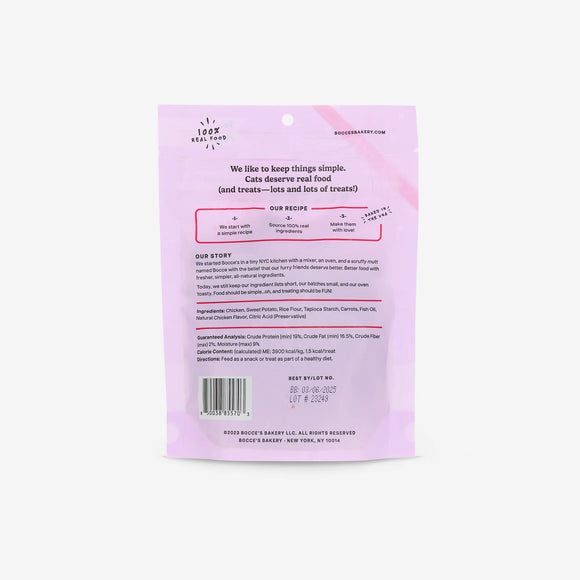 100%
REAL FOOD
BOCCESBAKERY.COM
We like to keep things simple.
Cats deserve real food
(and treats—lots and lots of treats!)
OUR RECIPE
-1-
We start with
a simple recipe
-2-
Source 100% real
ingredients
-3-
Make them
with love!
BAKED IN
THE USA
OUR STORY
We started Bocce's in a tiny NYC kitchen with a mixer, an oven, and a scruffy mutt
named Bocce with the belief that our furry friends deserve better. Better food with
fresher, simpler, all-natural ingredients.
Today, we still keep our ingredient lists short, our batches small, and our oven
toasty. Food should be simple...oh, and treating should be FUN!
Ingredients: Chicken, Sweet Potato, Rice Flour, Tapioca Starch, Carrots, Fish Oil,
Natural Chicken Flavor, Citric Acid (Preservative)
Guaranteed Analysis: Crude Protein (min) 19%, Crude Fat (min) 16.5%, Crude Fiber
(max) 2%, Moisture (max) 9%
Calorie Content: (calculated) ME: 3900 kcal/kg, 1.5 kcal/treat
Directions: Feed as a snack or treat as part of a healthy diet.
BEST BY/LOT NO.
BB: 03/06/2025
LOT # 23249
8 50038 85570 3
©2023 BOCCE'S BAKERY LLC. ALL RIGHTS RESERVED
BOCCE'S BAKERY · NEW YORK, NY 10014